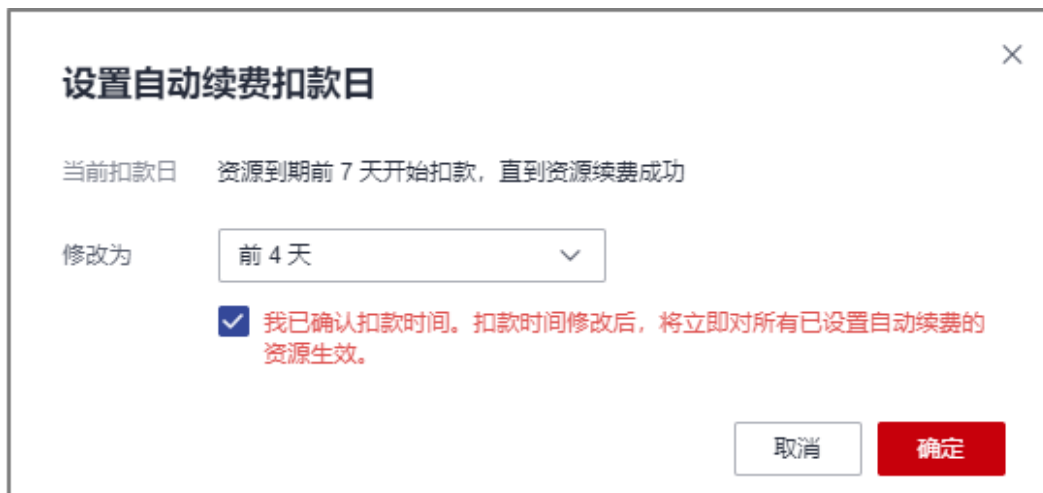 设置自动续费扣款日
当前扣款日 资源到期前 7 天开始扣款，直到资源续费成功
修改为 前 4 天
我已确认扣款时间。扣款时间修改后，将立即对所有已设置自动续费的
资源生效。
取消 确定